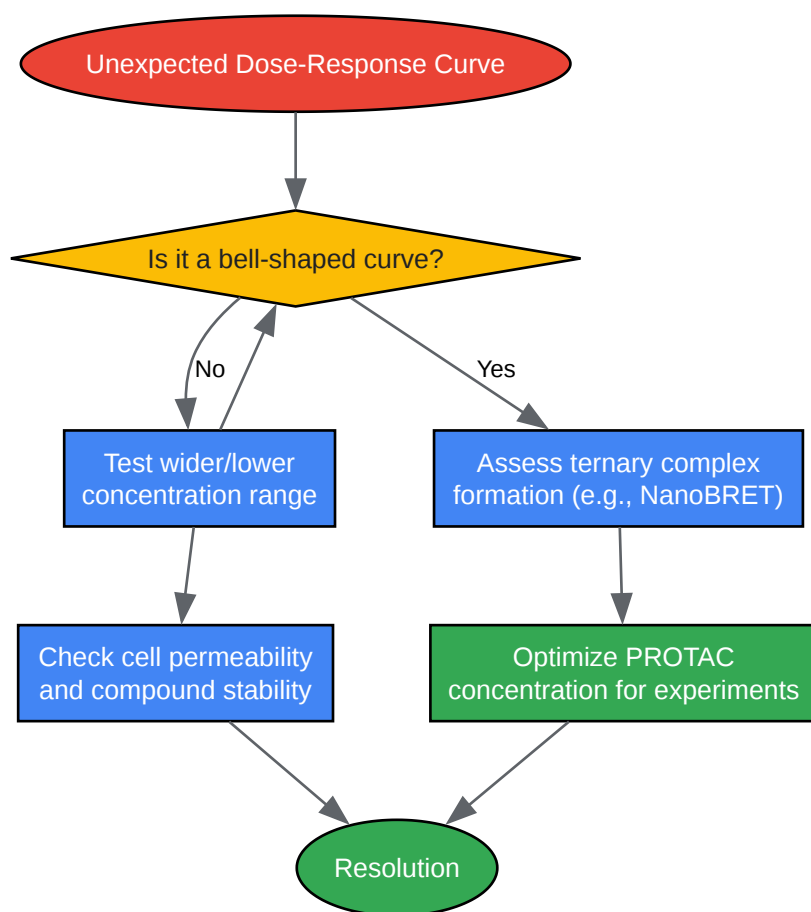 Unexpected Dose-Response Curve
Is it a bell-shaped curve?
No
Yes
Test wider/lower
concentration range
Assess ternary complex
formation (e.g., NanoBRET)
Check cell permeability
and compound stability
Optimize PROTAC
concentration for experiments
Resolution